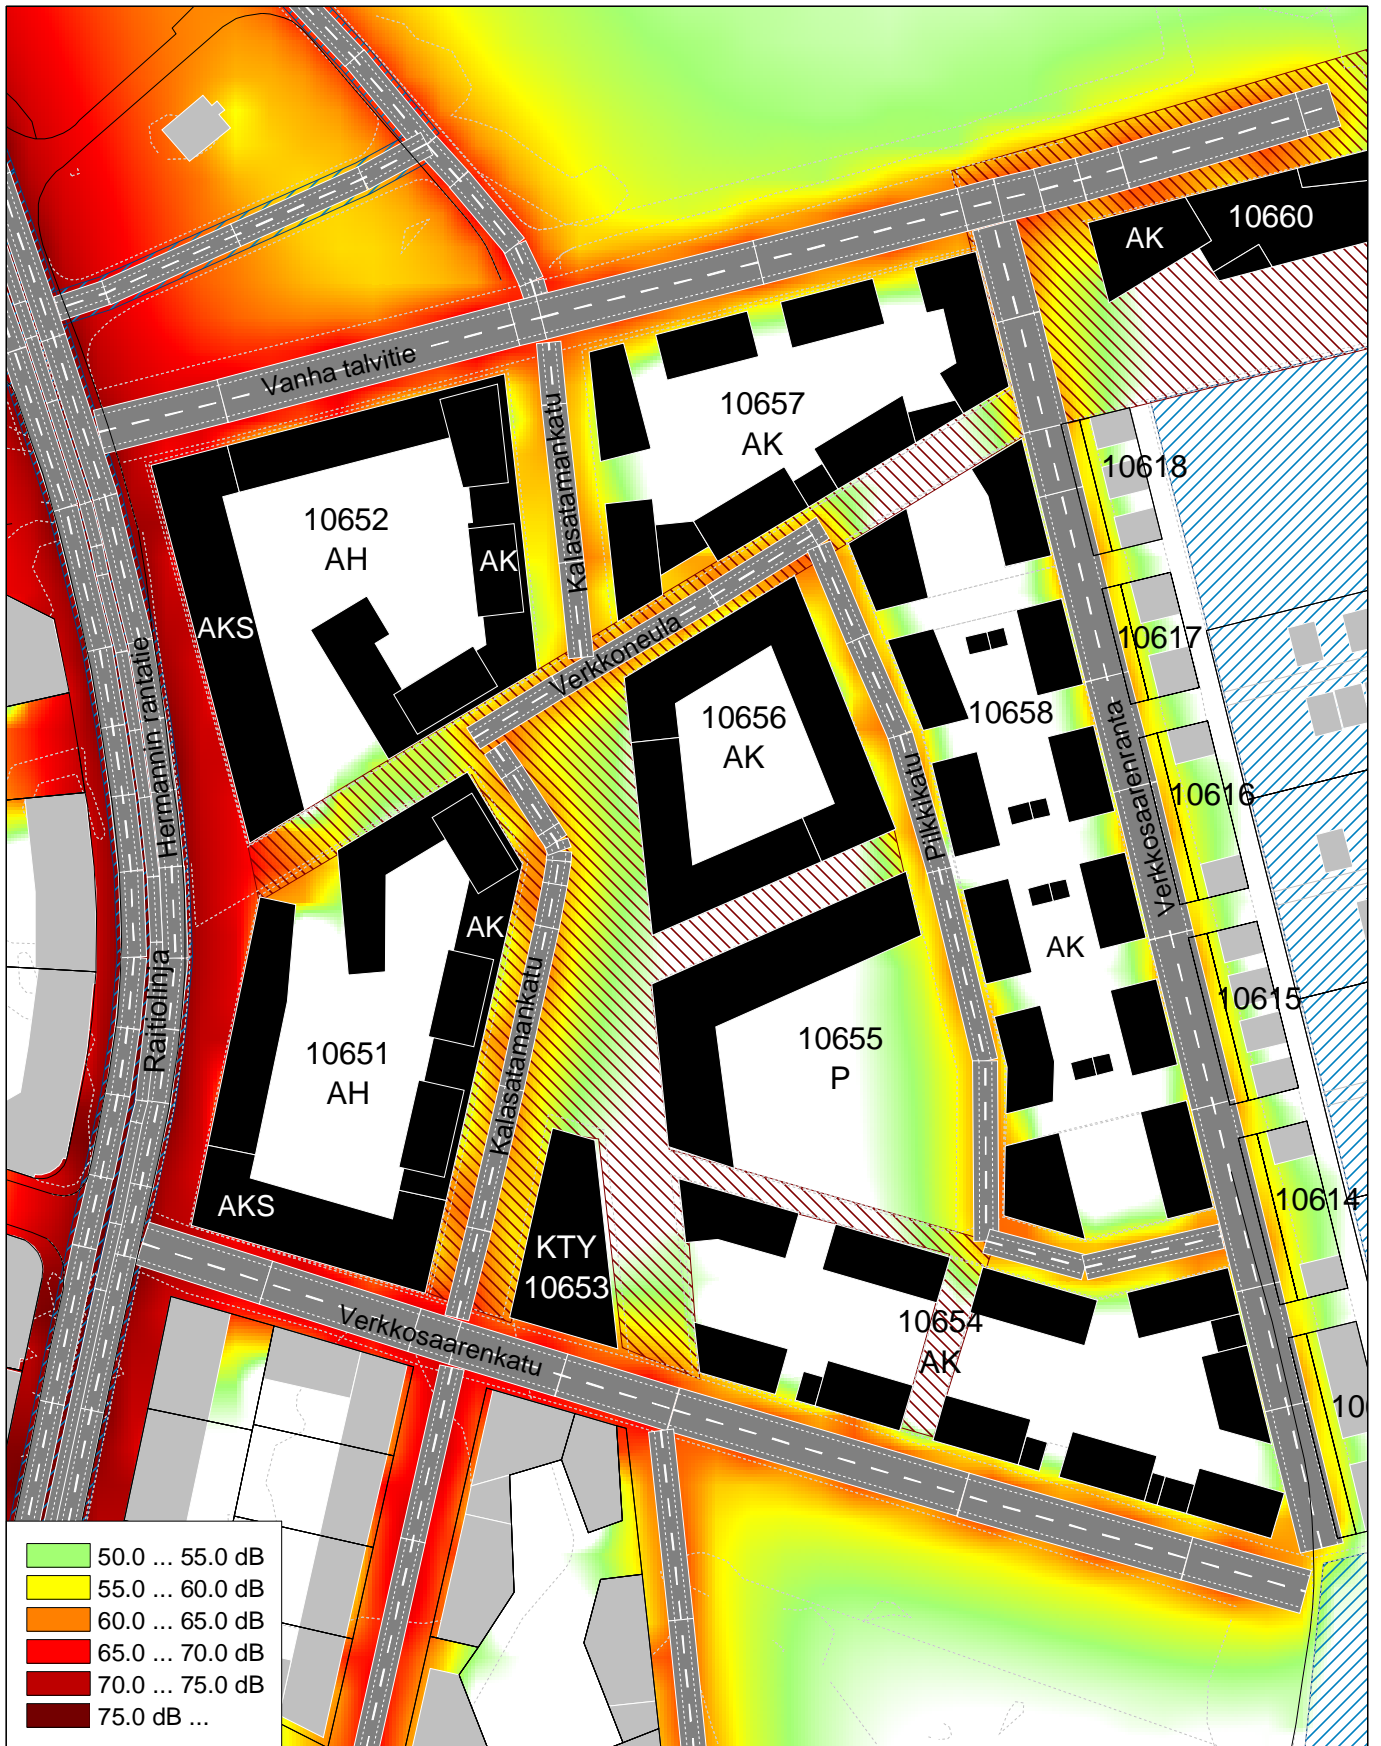 10660
AK
Vanha talvitie
10657
AK
Kalasatamankatu
10618
10652
AH
AK
AKS
10617
Verkkoneula
10656
AK
10658
Hermannin rantatie
Pilkkikatu
Verkkosaarenranta
10616
AK
AK
Raitiolinja
Kalasatamankatu
10615
10651
AH
10655
P
AKS
10614
KTY
10653
10654
AK
Verkkosaarenkatu
50.0 ... 55.0 dB
55.0 ... 60.0 dB
60.0 ... 65.0 dB
65.0 ... 70.0 dB
70.0 ... 75.0 dB
75.0 dB ...